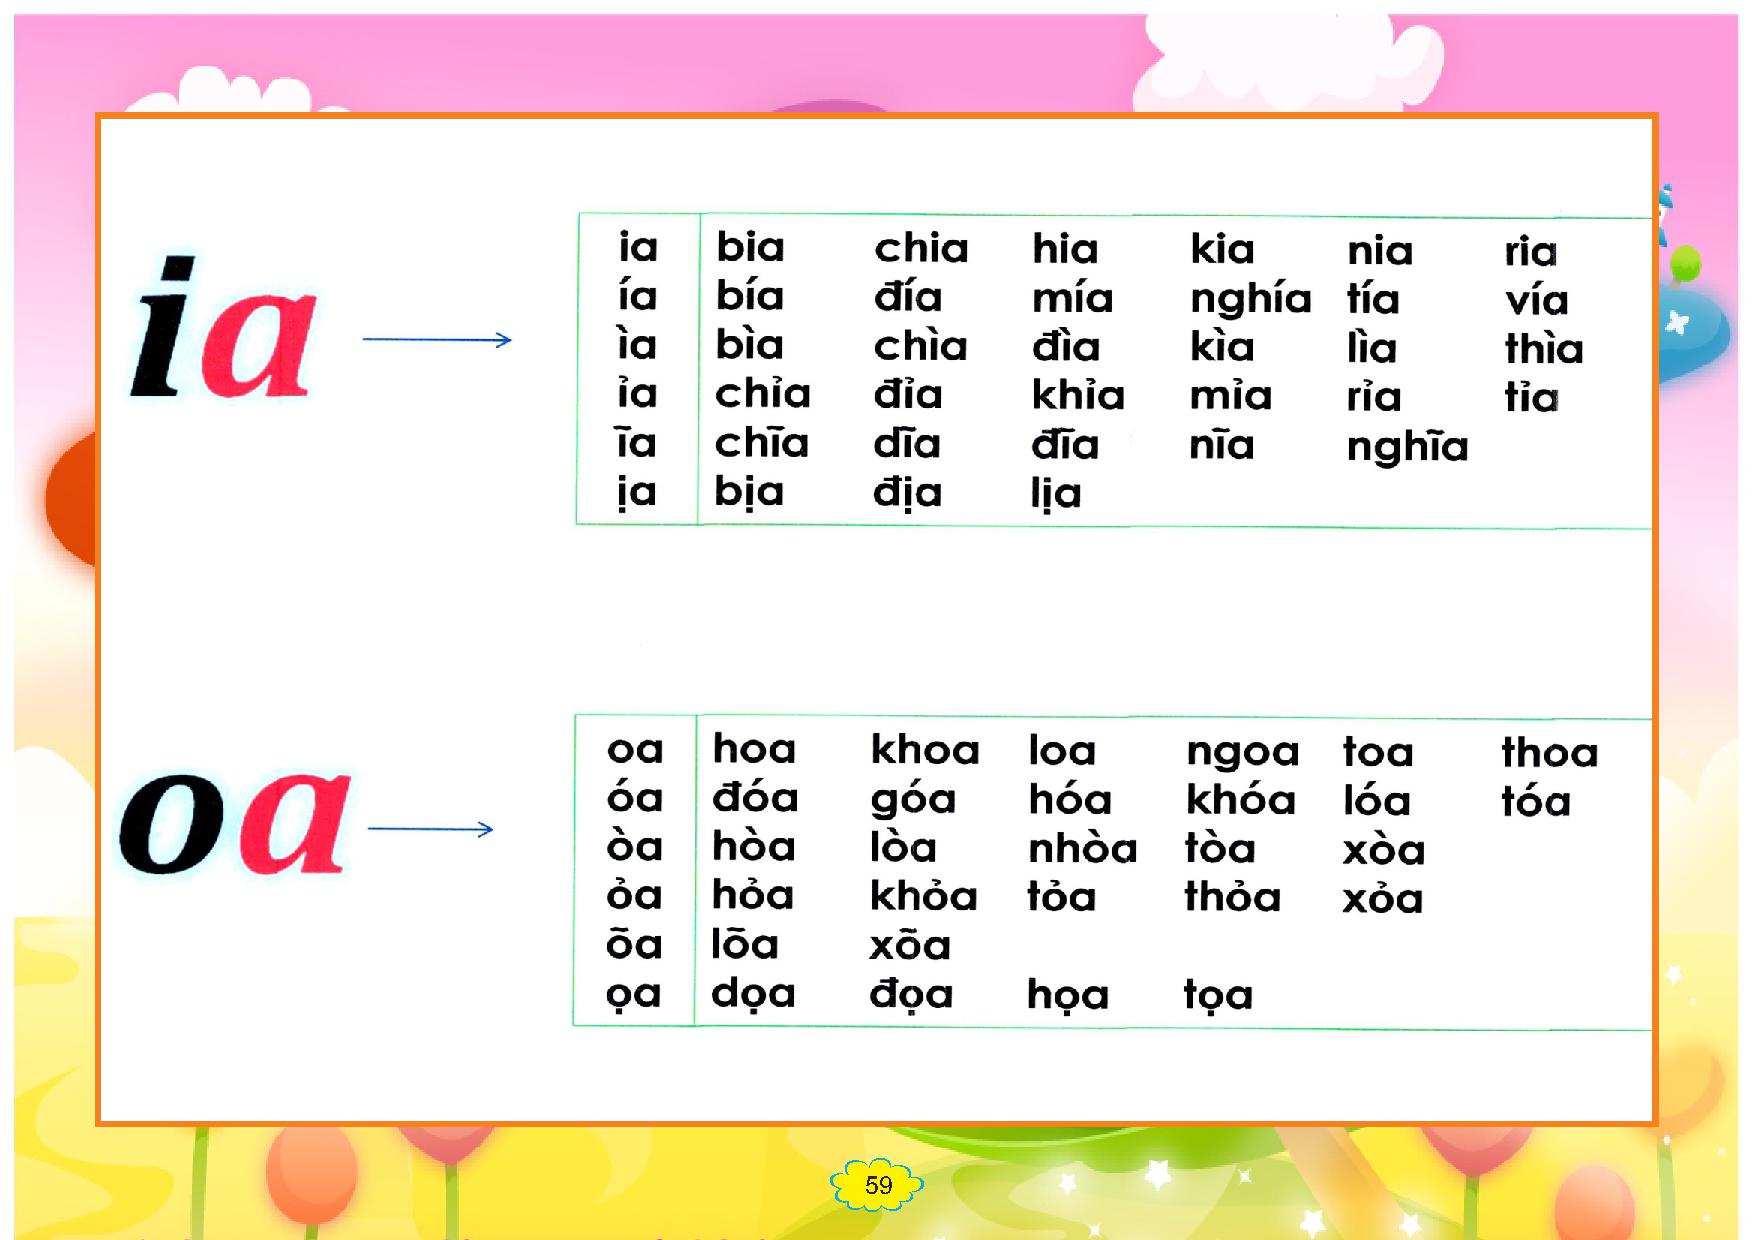 ia
ia bia chia hia kia nia ria
ía bía đía mía nghía tía vía
ìa bìa chìa đìa kìa lìa thìa
ỉa chỉa đỉa khỉa mỉa rỉa tỉa
ĩa chĩa dĩa đĩa nĩa nghĩa
ịa bịa địa lịa
oa
oa hoa khoa loa ngoa toa thoa
óa đóa góa hóa khóa lóa tóa
òa hòa lòa nhòa tòa xòa
ỏa hỏa khỏa tỏa thỏa xỏa
õa lõa xõa
ọa dọa đọa họa tọa
59